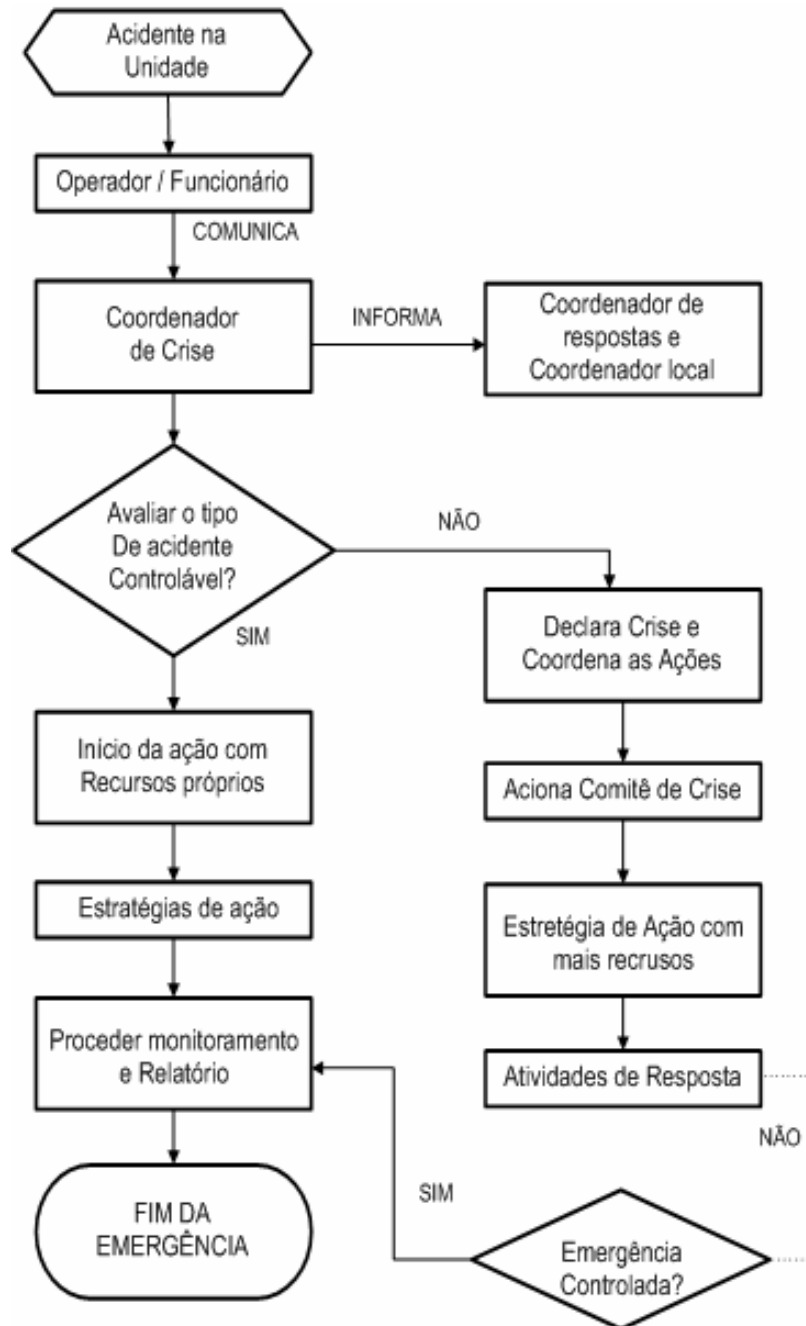 Acidente na
Unidade
Operador / Funcionário
COMUNICA
Coordenador
de Crise
INFORMA
Coordenador de
respostas e
Coordenador local
Avaliar o tipo
De acidente
Controlável?
NÃO
SIM
Declara Crise e
Coordena as Ações
Início da ação com
Recursos próprios
Aciona Comitê de Crise
Estratégias de ação
Estretégia de Ação com
mais recrusos
Proceder monitoramento
e Relatório
Atividades de Resposta
NÃO
SIM
FIM DA
EMERGÊNCIA
Emergência
Controlada?